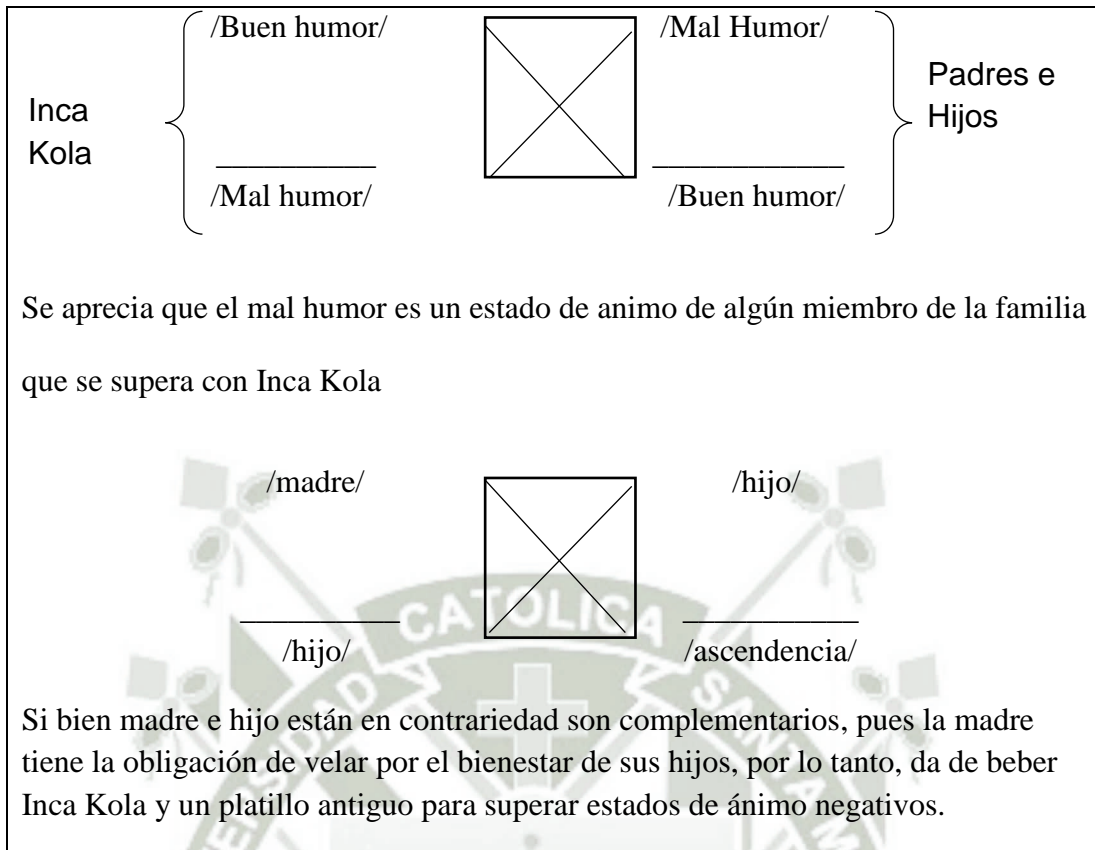 /Buen humor/ /Mal Humor/
Inca Kola
Padres e Hijos
/Mal humor/ /Buen humor/
Se aprecia que el mal humor es un estado de animo de algún miembro de la familia
que se supera con Inca Kola
/madre/ /hijo/
/hijo/ /ascendencia/
CATOLICA
Si bien madre e hijo están en contrariedad son complementarios, pues la madre
tiene la obligación de velar por el bienestar de sus hijos, por lo tanto, da de beber
Inca Kola y un platillo antiguo para superar estados de ánimo negativos.